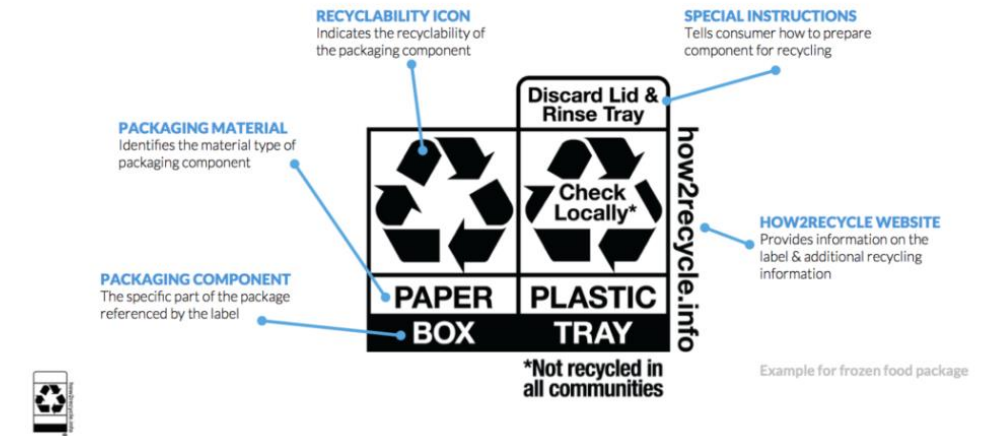 RECYCLABILITY ICON
Indicates the recyclability of
the packaging component
SPECIAL INSTRUCTIONS
Tells consumer how to prepare
component for recycling
PACKAGING MATERIAL
Identifies the material type of
packaging component
PACKAGING COMPONENT
The specific part of the package
referenced by the label
Discard Lid &
Rinse Tray
Check
Locally*
PAPER
PLASTIC
BOX
TRAY
*Not recycled in
all communities
how2recycle.info
HOW2RECYCLE WEBSITE
Provides information on the
label & additional recycling
information
Example for frozen food package